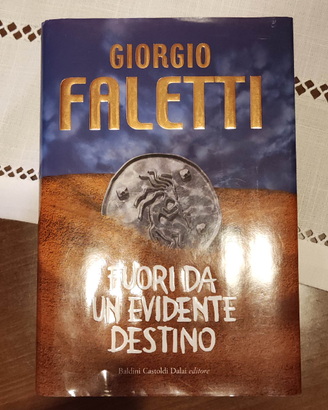 GIORGIO
FALETTI
FUORI DA
UN EVIDENTE
DESTINO
Baldini Castoldi Dalai editore